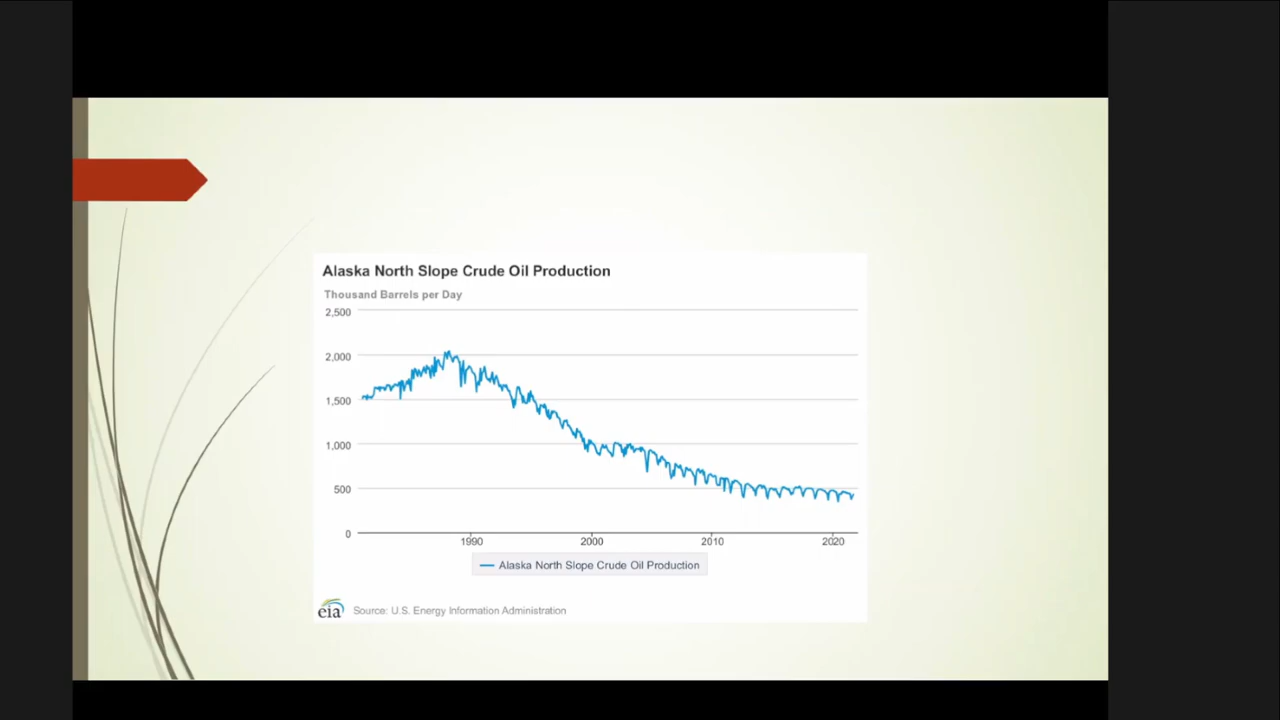 Alaska North Slope Crude Oil Production
Thousand Barrels per Day
2,500
2,000
1,500
1,000
500
0
1990 2000 2010 2020
Alaska North Slope Crude Oil Production
eia Source: U.S. Energy Information Administration